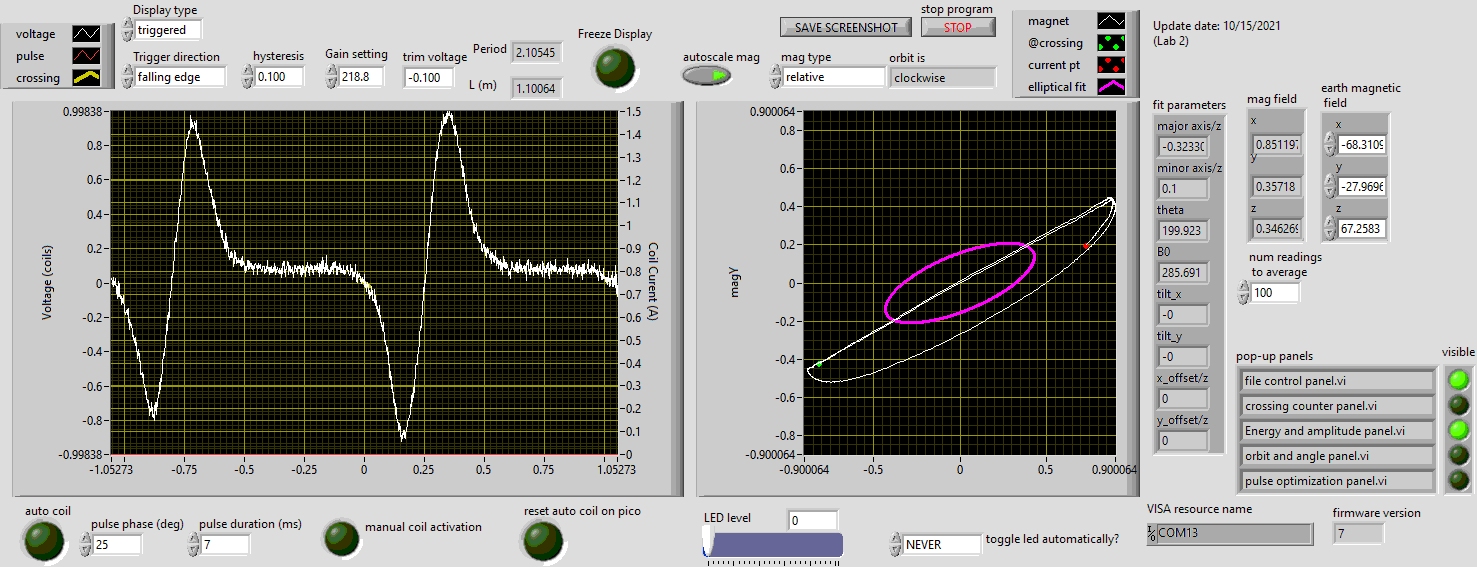 voltage
pulse
crossing
Display type
triggered
Trigger direction
falling edge
hysteresis
0.100
Gain setting
218.8
trim voltage
-0.100
Period
2.10545
L (m)
1.10064
Freeze Display
autoscale mag
SAVE SCREENSHOT
stop program
STOP
mag type
relative
orbit is
clockwise
magnet
@crossing
current pt
elliptical fit
Update date: 10/15/2021
(Lab 2)
0.99838
0.8
0.6
0.4
0.2
0
-0.2
-0.4
-0.6
-0.8
-0.99838
Voltage (coils)
-1.05273
-0.75
-0.5
-0.25
0
0.25
0.5
0.75
1.05273
1.5
1.4
1.3
1.2
1.1
1
0.9
0.8
0.7
0.6
0.5
0.4
0.3
0.2
0.1
0
Coil Curent (A)
0.900064
0.8
0.6
0.4
0.2
0
-0.2
-0.4
-0.6
-0.8
-0.900064
magy
-0.900064
-0.5
0
0.5
0.900064
fit parameters
major axis/z
-0.3233
minor axis/z
0.1
theta
199.923
B0
285.691
tilt_x
-0
tilt_y
-0
x_offset/z
0
y_offset/z
0
mag field
x
0.851197
y
0.35718
z
0.346269
earth magnetic
field
x
-68.3109
y
-27.9696
z
67.2583
num readings
to average
100
pop-up panels
visible
file control panel.vi
crossing counter panel.vi
Energy and amplitude panel.vi
orbit and angle panel.vi
pulse optimization panel.vi
auto coil
pulse phase (deg)
25
pulse duration (ms)
7
manual coil activation
reset auto coil on pico
LED level
0
NEVER
toggle led automatically?
VISA resource name
COM13
firmware version
7